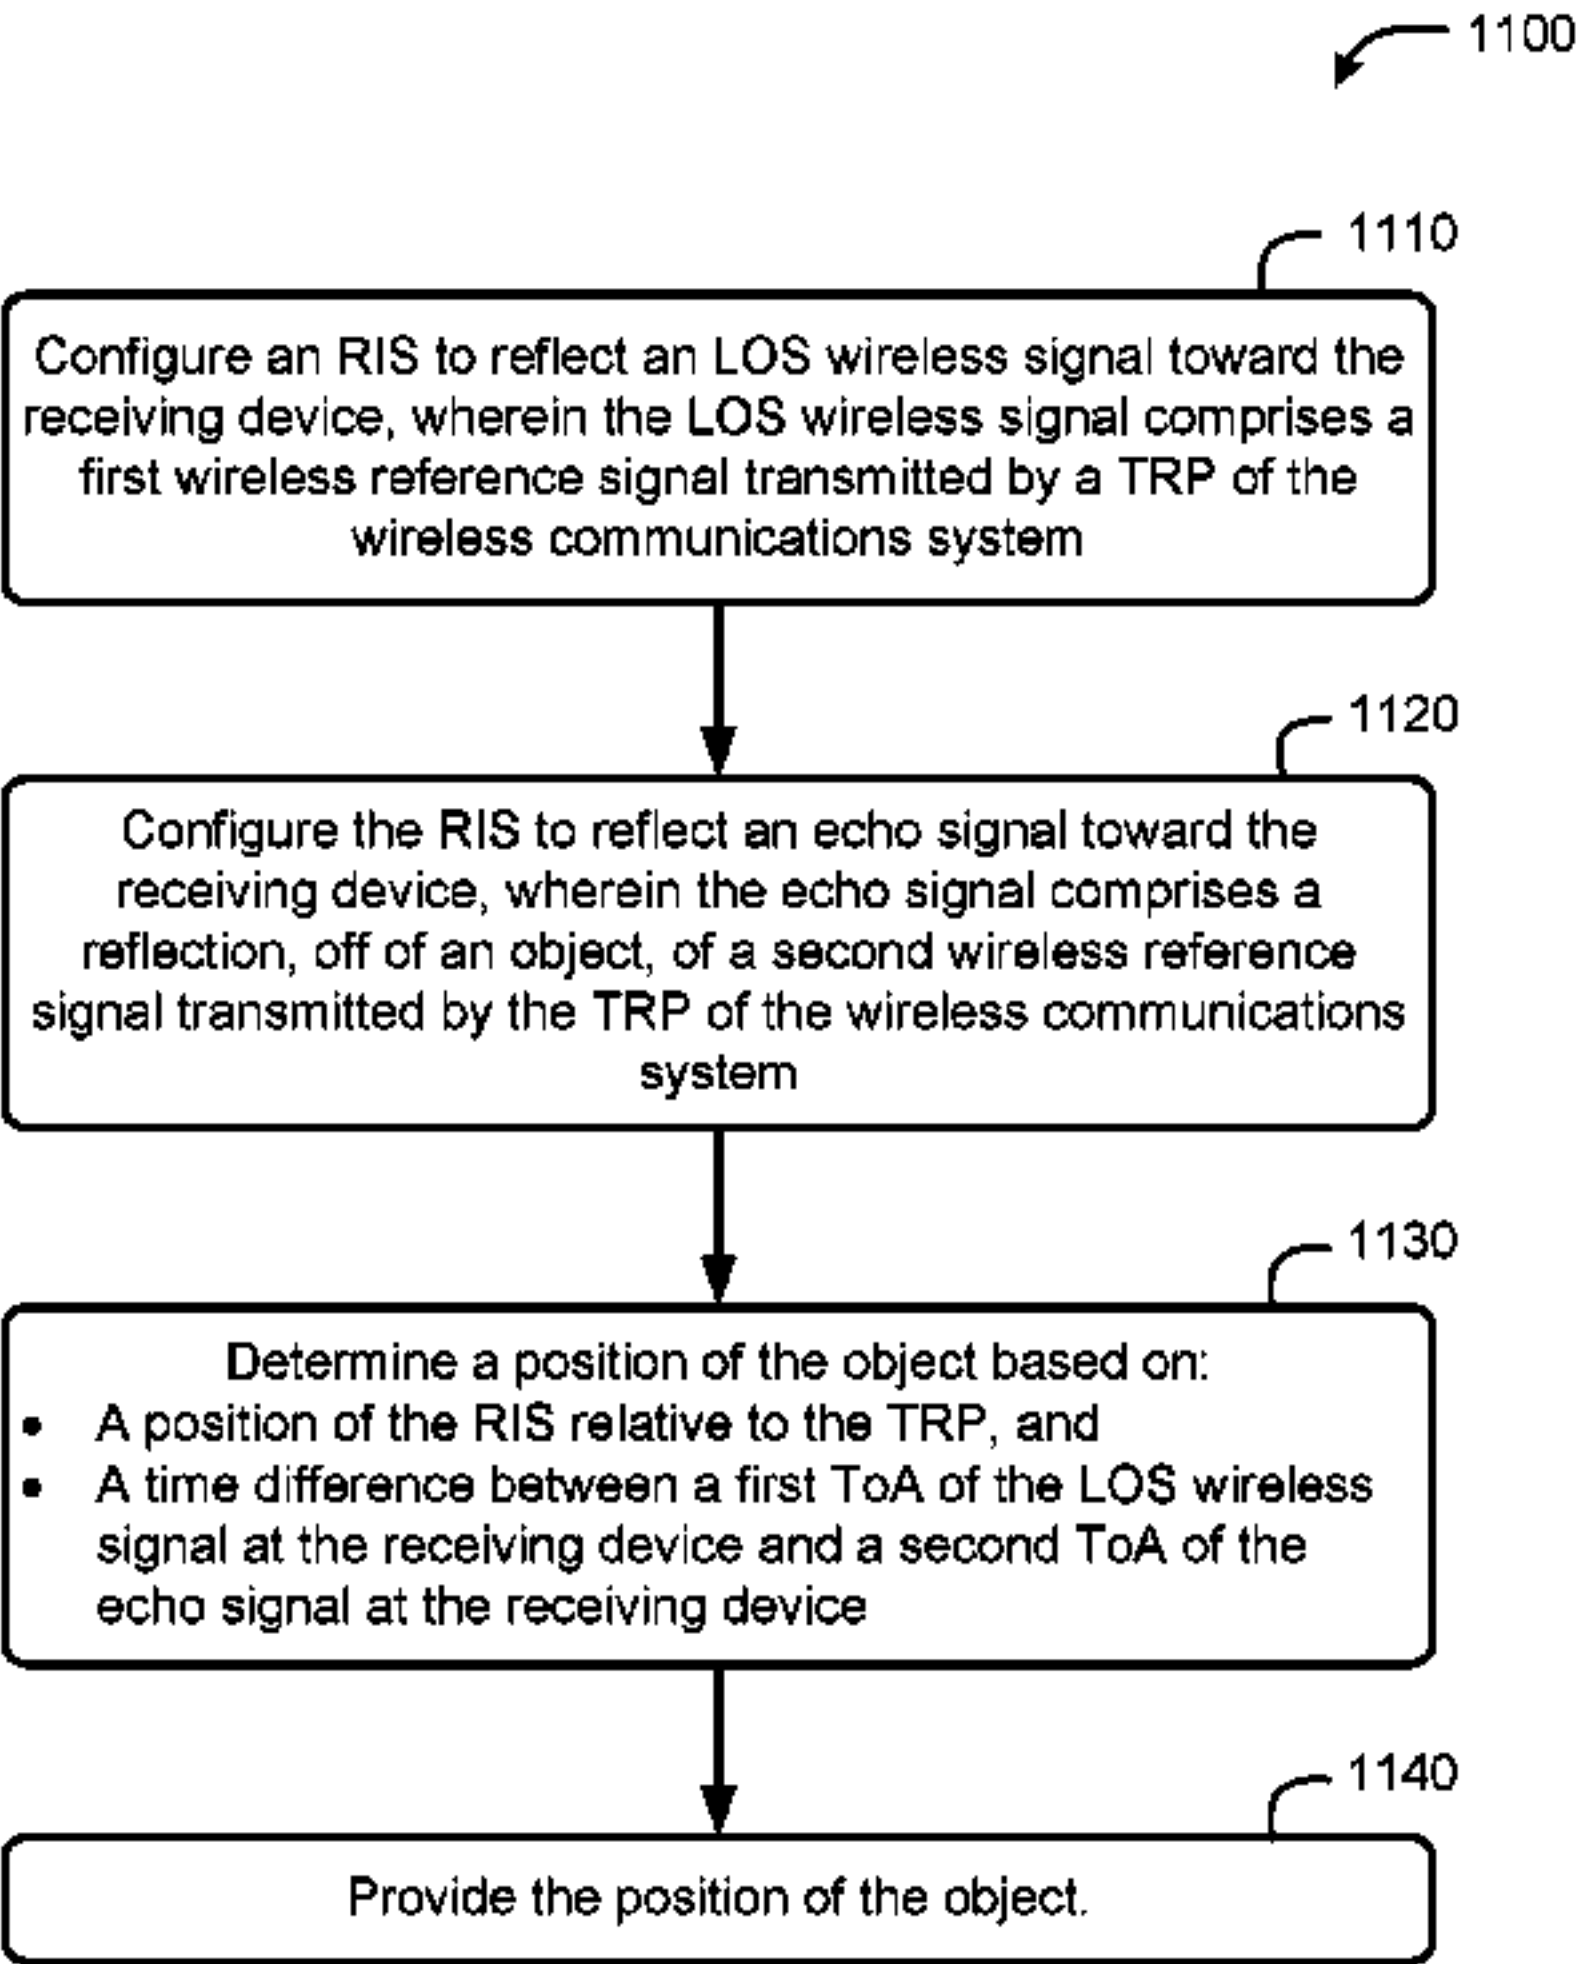 1100
1110
Configure an RIS to reflect an LOS wireless signal toward the
receiving device, wherein the LOS wireless signal comprises a
first wireless reference signal transmitted by a TRP of the
wireless communications system
1120
Configure the RIS to reflect an echo signal toward the
receiving device, wherein the echo signal comprises a
reflection, off of an object, of a second wireless reference
signal transmitted by the TRP of the wireless communications
system
1130
Determine a position of the object based on:
• A position of the RIS relative to the TRP, and
• A time difference between a first ToA of the LOS wireless
signal at the receiving device and a second ToA of the
echo signal at the receiving device
1140
Provide the position of the object.